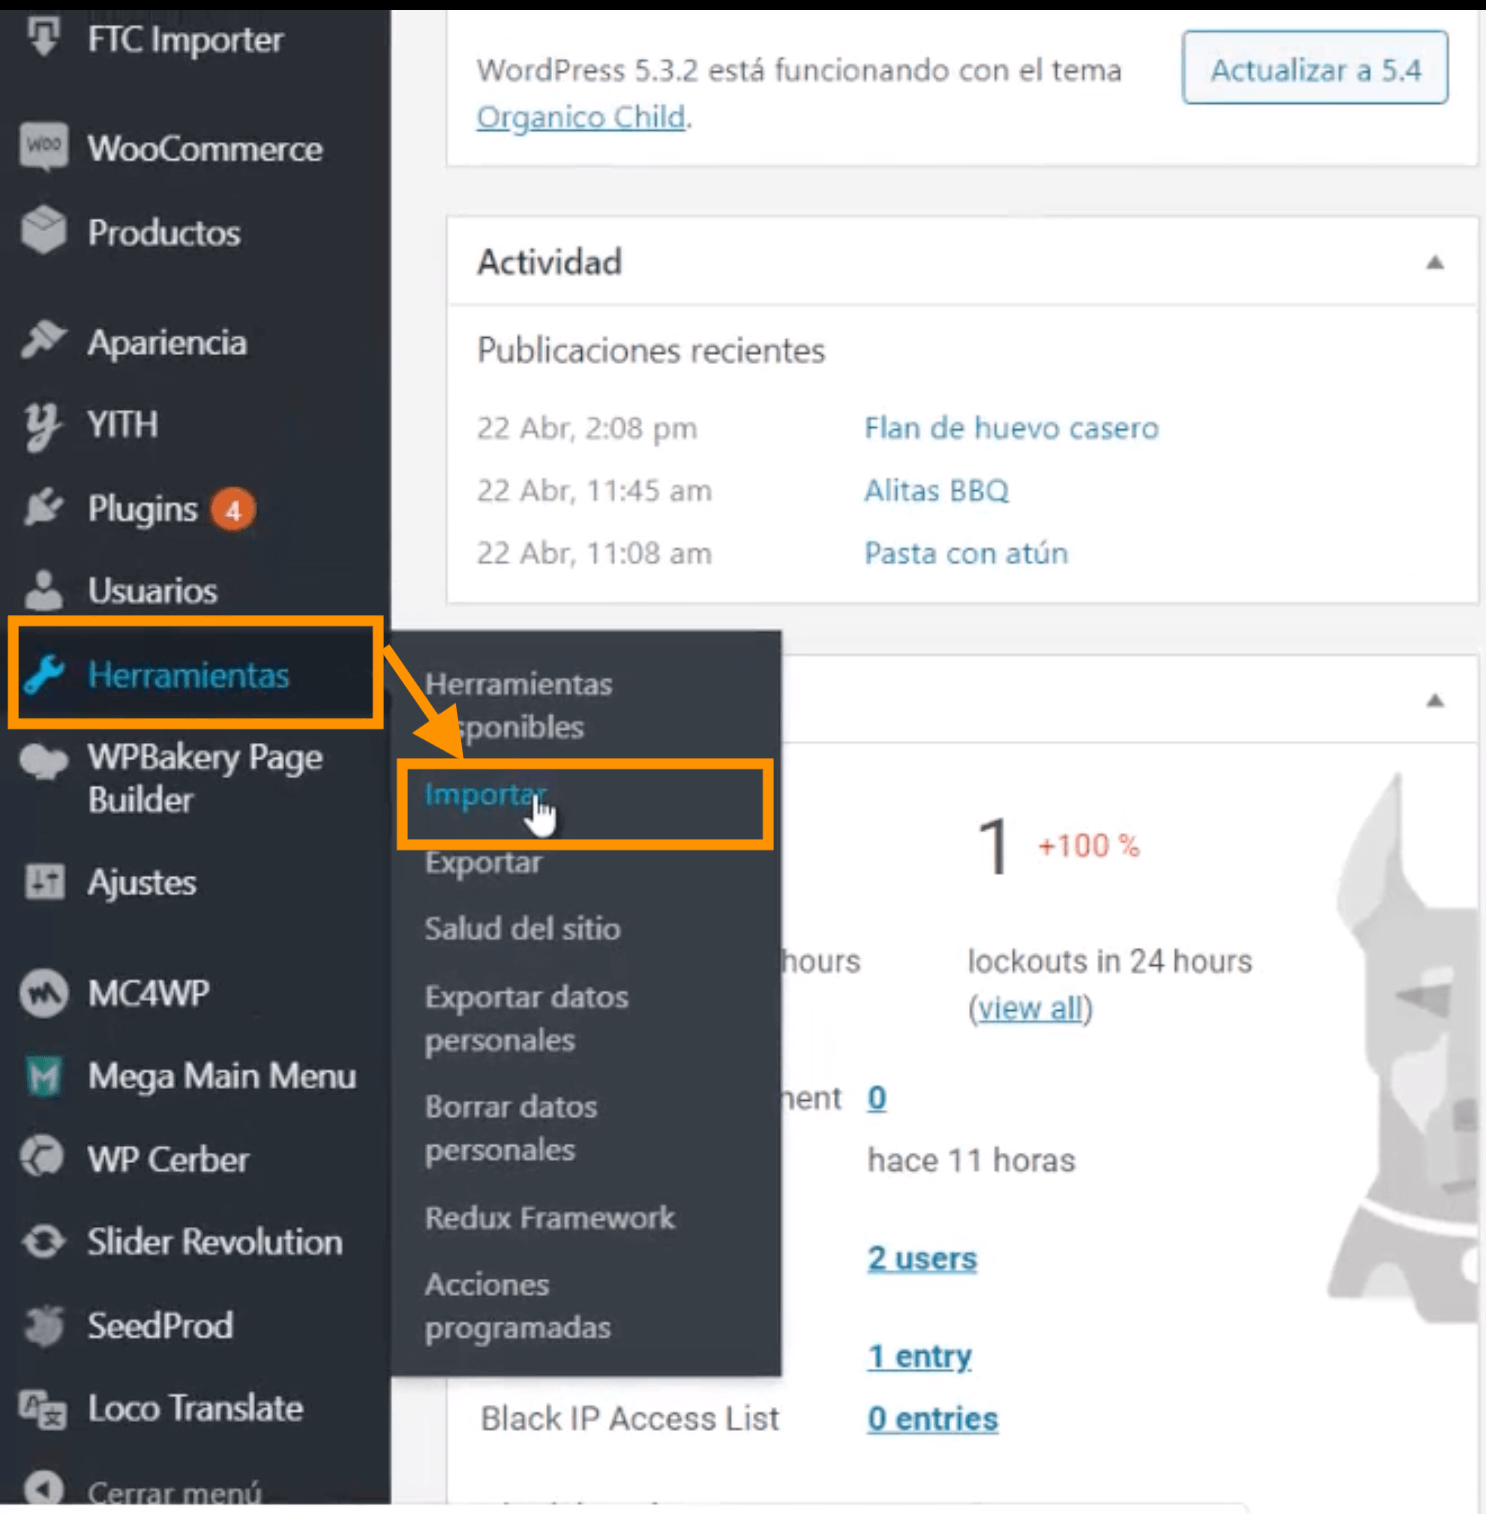 FTC Importer
WooCommerce
Productos
Apariencia
YITH
Plugins 4
Usuarios
Herramientas
WPBakery Page
Builder
Ajustes
MC4WP
Mega Main Menu
WP Cerber
Slider Revolution
SeedProd
Loco Translate
Cerrar menú
Herramientas
sponibles
Importar
Exportar
Salud del sitio
Exportar datos
personales
Borrar datos
personales
Redux Framework
Acciones
programadas
WordPress 5.3.2 está funcionando con el tema
Organico Child.
Actualizar a 5.4
Actividad
Publicaciones recientes
22 Abr, 2:08 pm Flan de huevo casero
22 Abr, 11:45 am Alitas BBQ
22 Abr, 11:08 am Pasta con atún
1 +100 %
hours lockouts in 24 hours
(view all)
nent 0
hace 11 horas
2 users
1 entry
Black IP Access List 0 entries